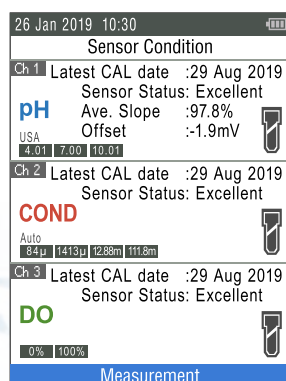 26 Jan 2019 10:30
Sensor Condition
Ch 1 Latest CAL date :29 Aug 2019
Sensor Status: Excellent
pH Ave. Slope :97.8%
Offset :-1.9mV
USA
4.01 7.00 10.01
Ch 2 Latest CAL date :29 Aug 2019
Sensor Status: Excellent
COND
Auto
84µ 1413µ 12.88m 111.8m
Ch 3 Latest CAL date :29 Aug 2019
Sensor Status: Excellent
DO
0% 100%
Measurement